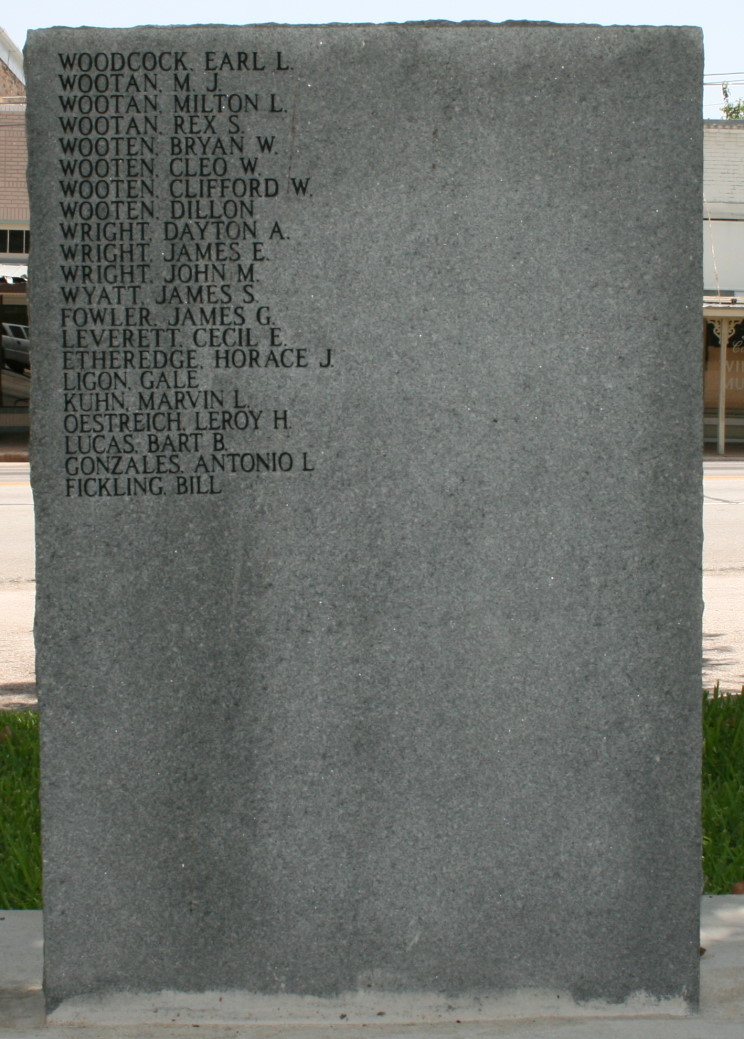 WOODCOCK, EARL L.
WOOTAN, M. J.
WOOTAN, MILTON L.
WOOTAN, REX S.
WOOTEN, BRYAN W.
WOOTEN, CLEO W.
WOOTEN, CLIFFORD W.
WOOTEN, DILLON
WRIGHT, DAYTON A.
WRIGHT, JAMES E.
WRIGHT, JOHN M.
WYATT, JAMES S.
FOWLER, JAMES G.
LEVERETT, CECIL E.
ETHEREDGE, HORACE J.
LIGON, GALE
KUHN, MARVIN L.
OESTREICH, LEROY H.
LUCAS, BART B.
GONZALES, ANTONIO L
FICKLING, BILL